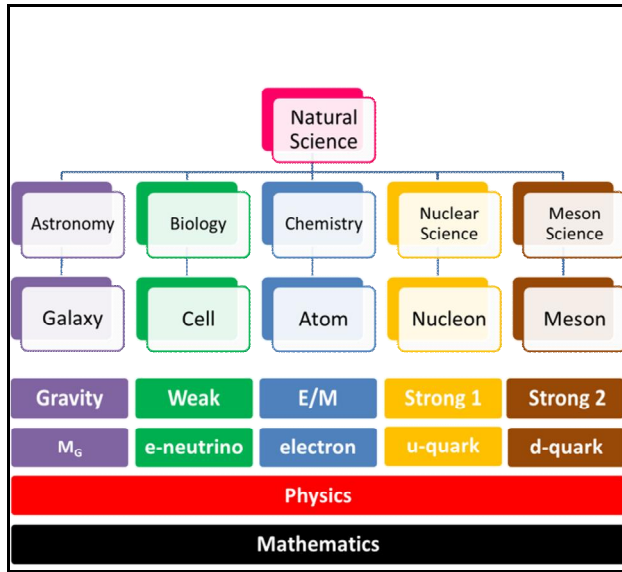 Natural
Science
Astronomy
Biology
Chemistry
Nuclear
Science
Meson
Science
Galaxy
Cell
Atom
Nucleon
Meson
Gravity
Weak
E/M
Strong 1
Strong 2
MG
e-neutrino
electron
u-quark
d-quark
Physics
Mathematics